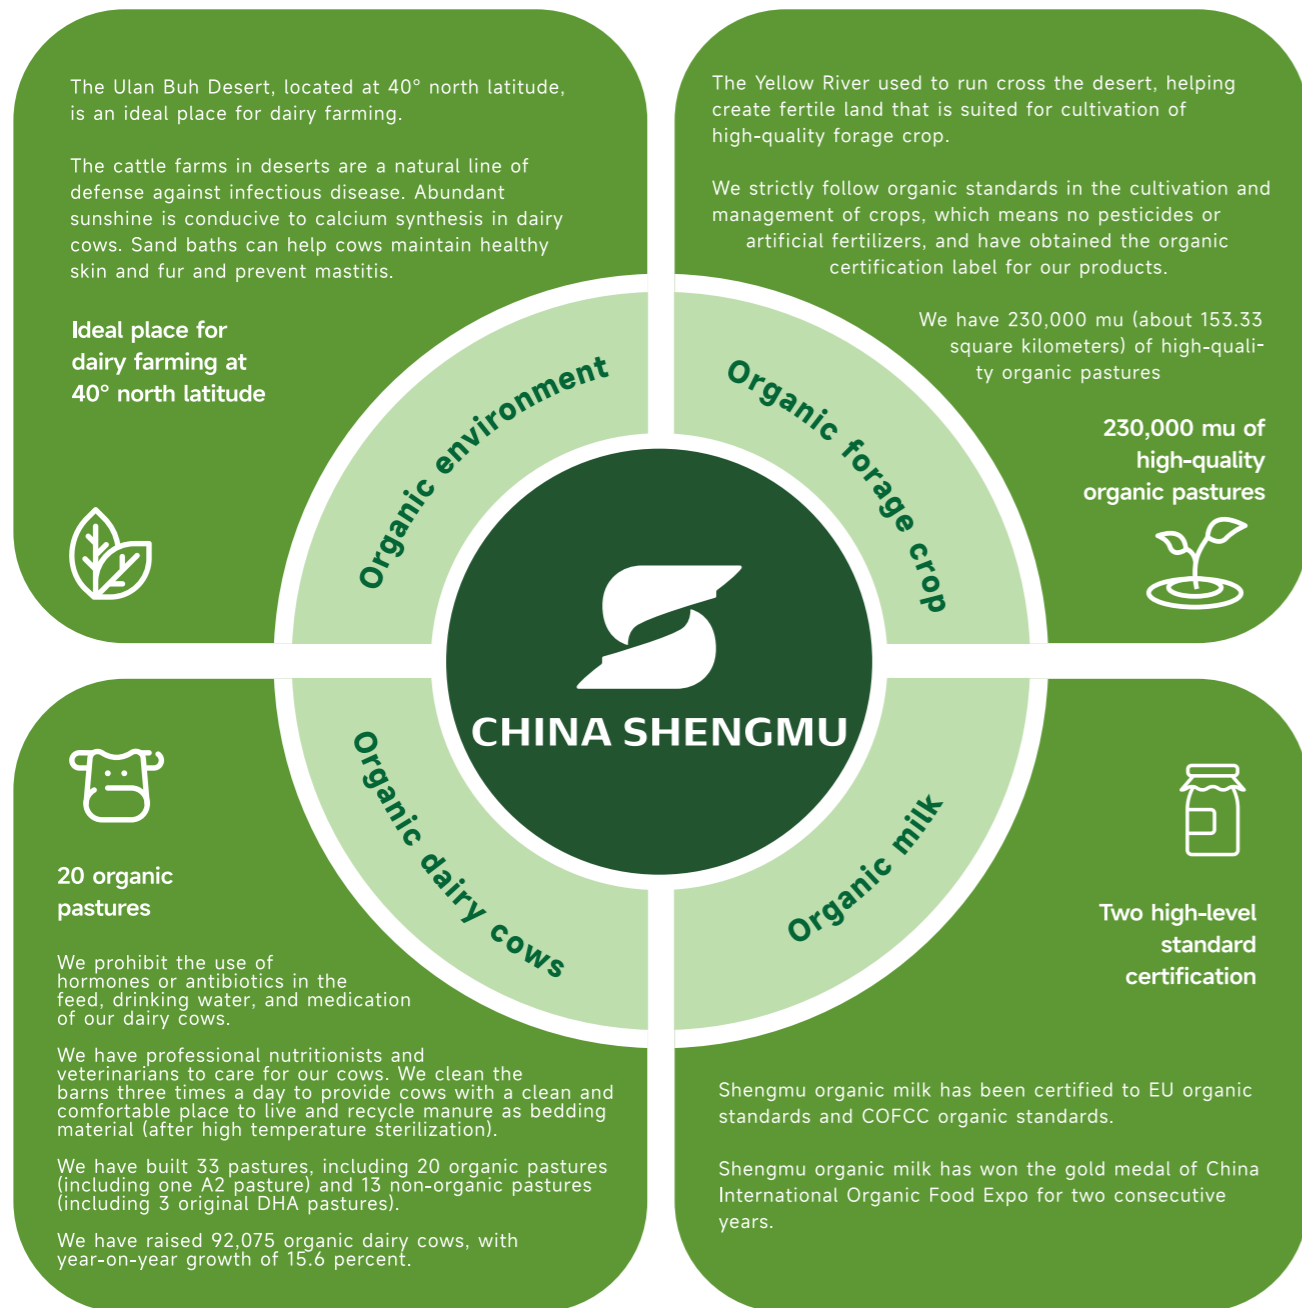 The Ulan Buh Desert, located at 40° north latitude,
is an ideal place for dairy farming.
The cattle farms in deserts are a natural line of
defense against infectious disease. Abundant
sunshine is conducive to calcium synthesis in dairy
cows. Sand baths can help cows maintain healthy
skin and fur and prevent mastitis.
Ideal place for
dairy farming at
40° north latitude
Organic environment
The Yellow River used to run cross the desert, helping
create fertile land that is suited for cultivation of
high-quality forage crop.
We strictly follow organic standards in the cultivation and
management of crops, which means no pesticides or
artificial fertilizers, and have obtained the organic
certification label for our products.
We have 230,000 mu (about 153.33
square kilometers) of high-quali-
ty organic pastures
230,000 mu of
high-quality
organic pastures
Organic forage crop
CHINA SHENGMU
Organic dairy cows
20 organic
pastures
We prohibit the use of
hormones or antibiotics in the
feed, drinking water, and medication
of our dairy cows.
We have professional nutritionists and
veterinarians to care for our cows. We clean the
barns three times a day to provide cows with a clean and
comfortable place to live and recycle manure as bedding
material (after high temperature sterilization).
We have built 33 pastures, including 20 organic pastures
(including one A2 pasture) and 13 non-organic pastures
(including 3 original DHA pastures).
We have raised 92,075 organic dairy cows, with
year-on-year growth of 15.6 percent.
Organic milk
Two high-level
standard
certification
Shengmu organic milk has been certified to EU organic
standards and COFCC organic standards.
Shengmu organic milk has won the gold medal of China
International Organic Food Expo for two consecutive
years.